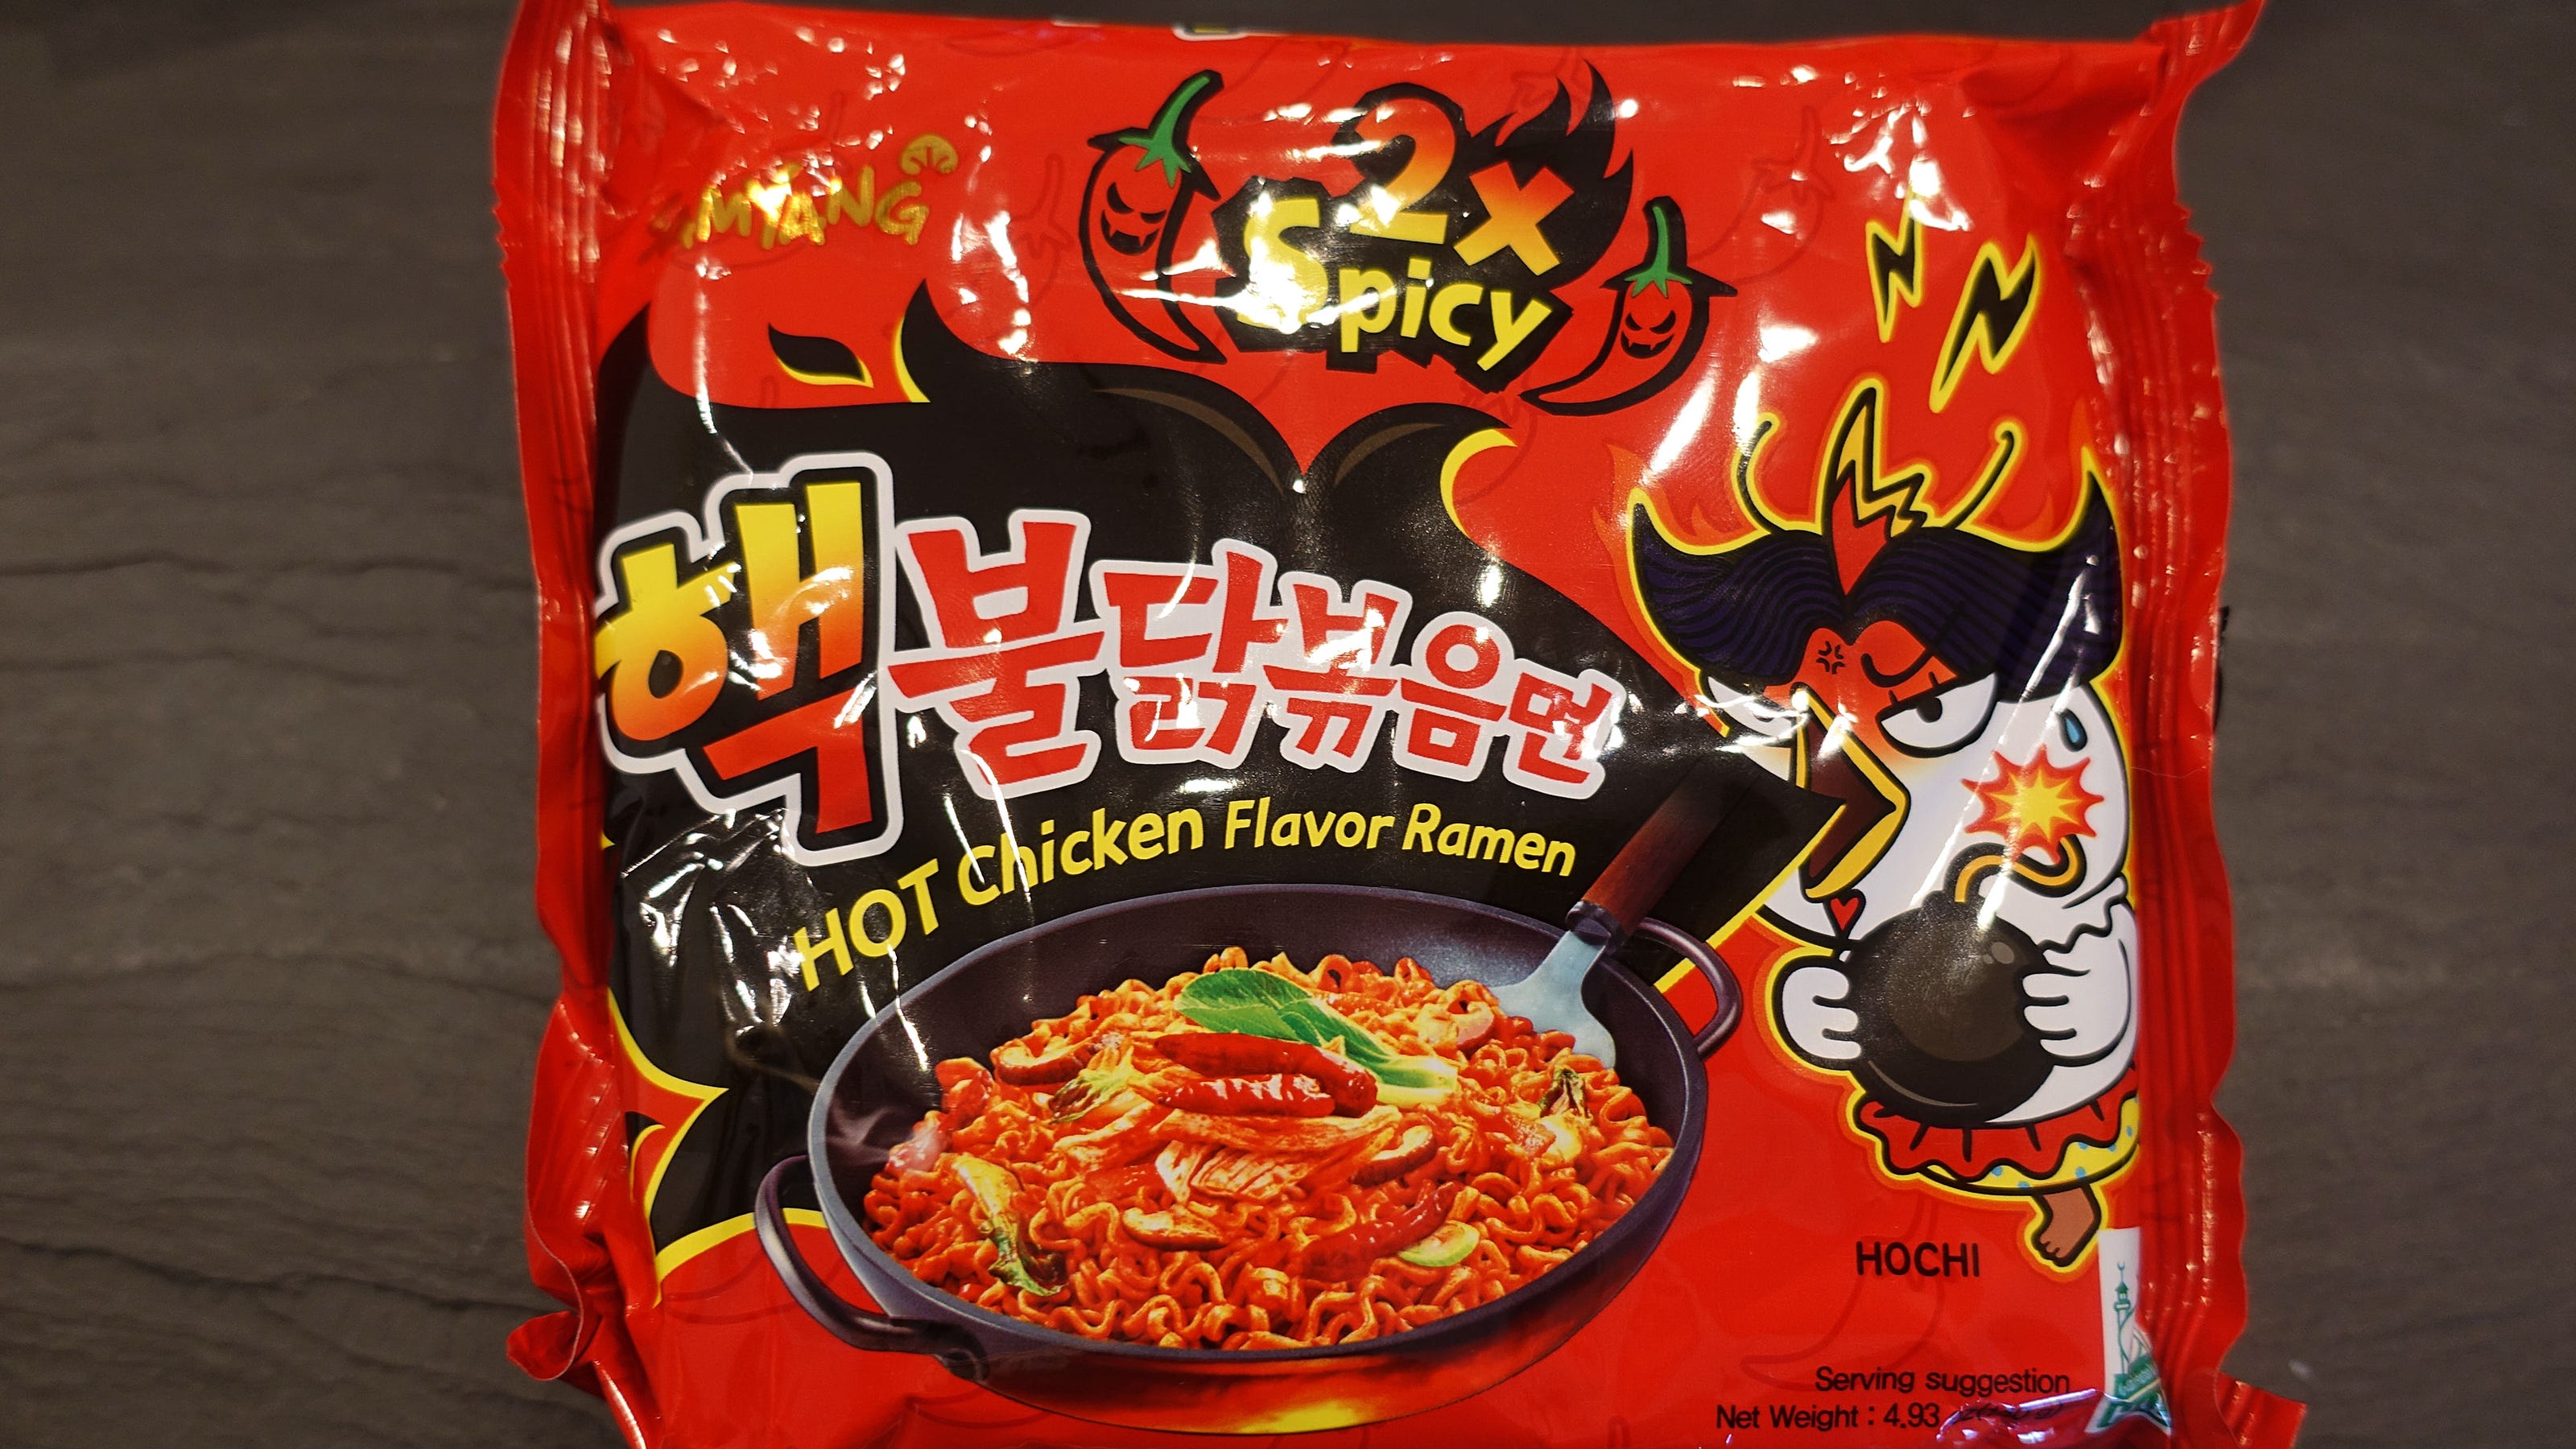 2x
Spicy
핵불닭볶음면
HOT Chicken Flavor Ramen
HOCHI
Serving suggestion
Net Weight : 4.93